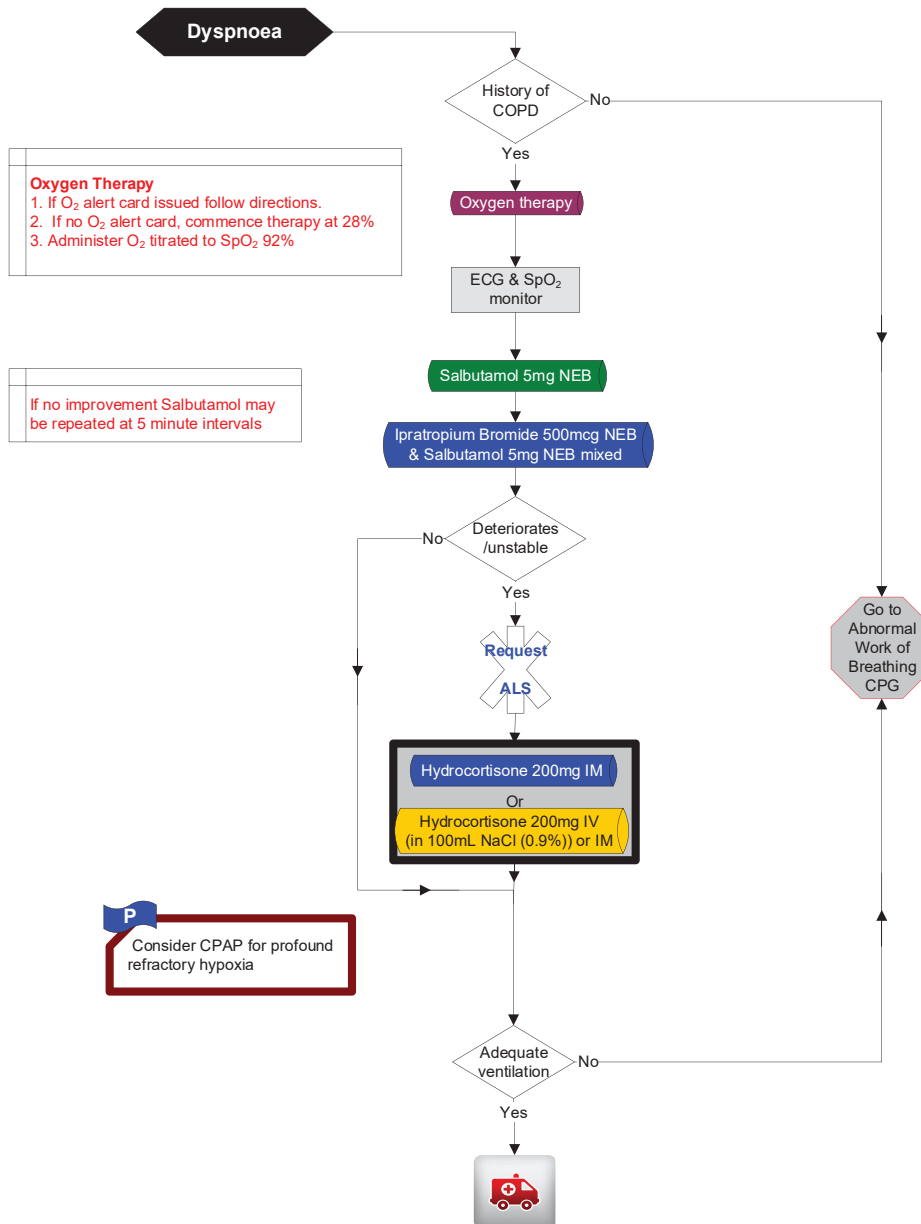 Dyspnoea
History of
COPD
No
Yes
Oxygen Therapy
1. If O₂ alert card issued follow directions.
2. If no O₂ alert card, commence therapy at 28%
3. Administer O₂ titrated to SpO₂ 92%
Oxygen therapy
ECG & SpO₂
monitor
Salbutamol 5mg NEB
If no improvement Salbutamol may
be repeated at 5 minute intervals
Ipratropium Bromide 500mcg NEB
& Salbutamol 5mg NEB mixed
Deteriorates
/unstable
No
Yes
Request
ALS
Go to
Abnormal
Work of
Breathing
CPG
Hydrocortisone 200mg IM
Or
Hydrocortisone 200mg IV
(in 100mL NaCl (0.9%)) or IM
P
Consider CPAP for profound
refractory hypoxia
Adequate
ventilation
No
Yes